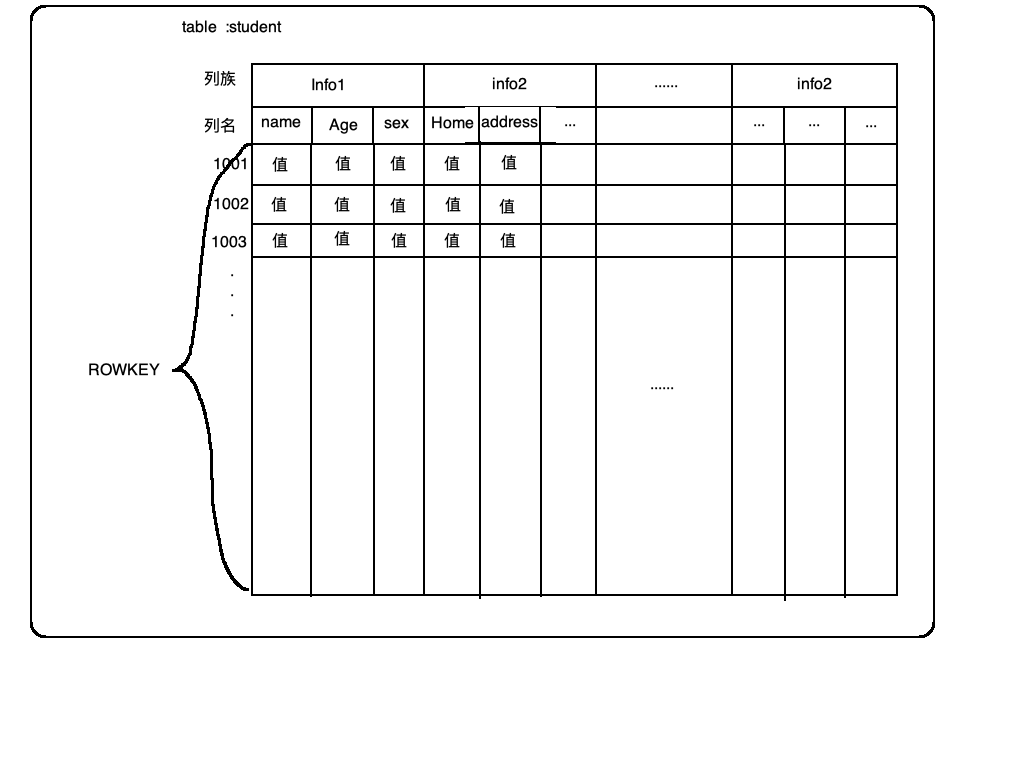 table :student
列族 Info1 info2 ...... info2
列名 name Age sex Home address ... ... ... ...
1001 值 值 值 值 值
1002 值 值 值 值 值
1003 值 值 值 值 值
.
.
.
ROWKEY
......